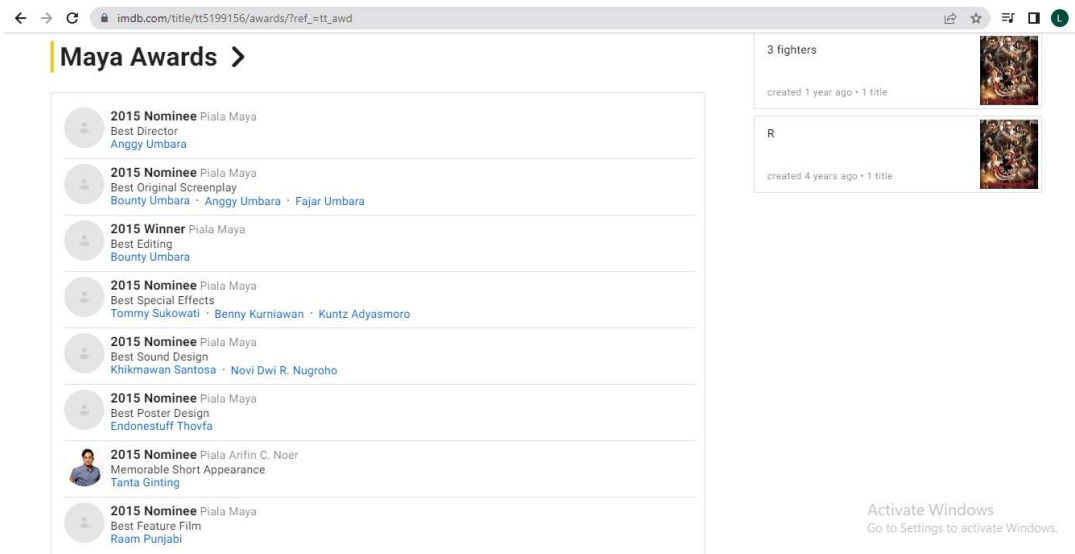 imdb.com/title/tt5199156/awards/?ref_=tt_awd
L
Maya Awards
2015 Nominee Piala Maya
Best Director
Anggy Umbara
2015 Nominee Piala Maya
Best Original Screenplay
Bounty Umbara · Anggy Umbara · Fajar Umbara
2015 Winner Piala Maya
Best Editing
Bounty Umbara
2015 Nominee Piala Maya
Best Special Effects
Tommy Sukowati · Benny Kurniawan · Kuntz Adyasmoro
2015 Nominee Piala Maya
Best Sound Design
Khikmawan Santosa · Novi Dwi R. Nugroho
2015 Nominee Piala Maya
Best Poster Design
Endonestuff Thovfa
2015 Nominee Piala Arifin C. Noer
Memorable Short Appearance
Tanta Ginting
2015 Nominee Piala Maya
Best Feature Film
Raam Punjabi
3 fighters
created 1 year ago • 1 title
R
created 4 years ago • 1 title
Activate Windows
Go to Settings to activate Windows.